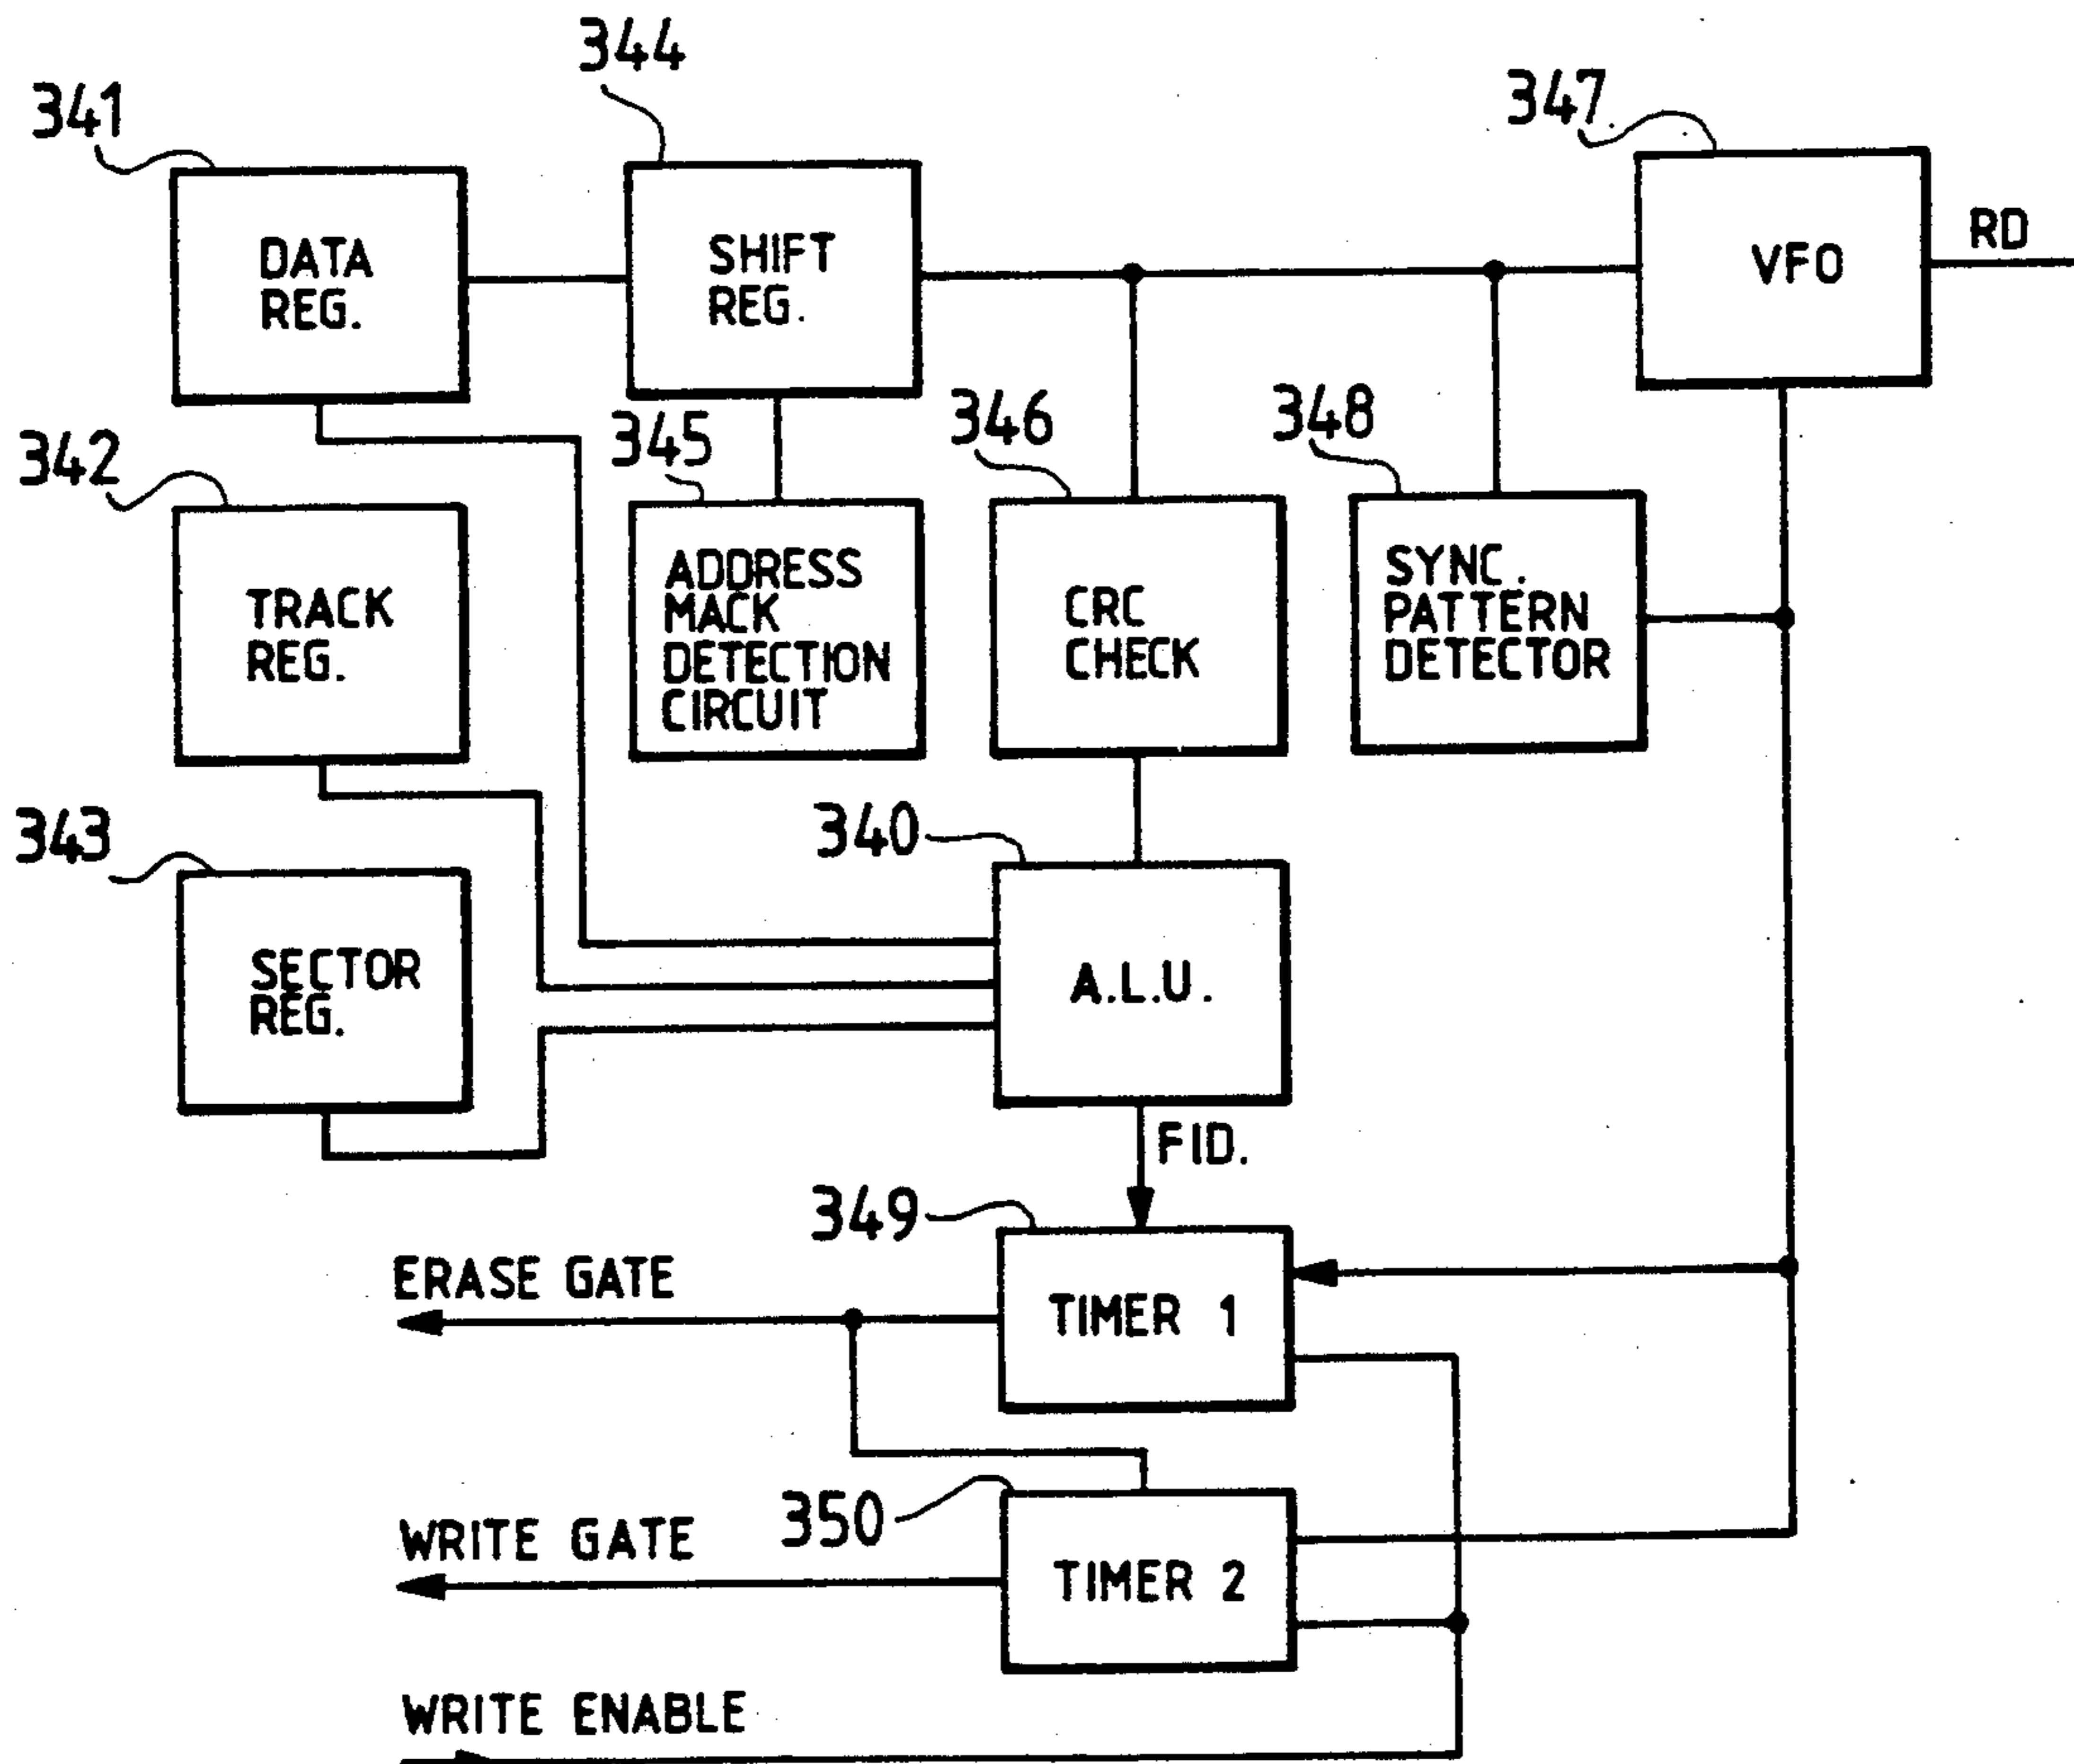 344
341
347
DATA
REG.
SHIFT
REG.
VFO
RD
342
345
346
348
TRACK
REG.
ADDRESS
MACK
DETECTION
CIRCUIT
CRC
CHECK
SYNC.
PATTERN
DETECTOR
343
340
SECTOR
REG.
A.L.U.
FID.
349
ERASE GATE
TIMER 1
350
WRITE GATE
TIMER 2
WRITE ENABLE